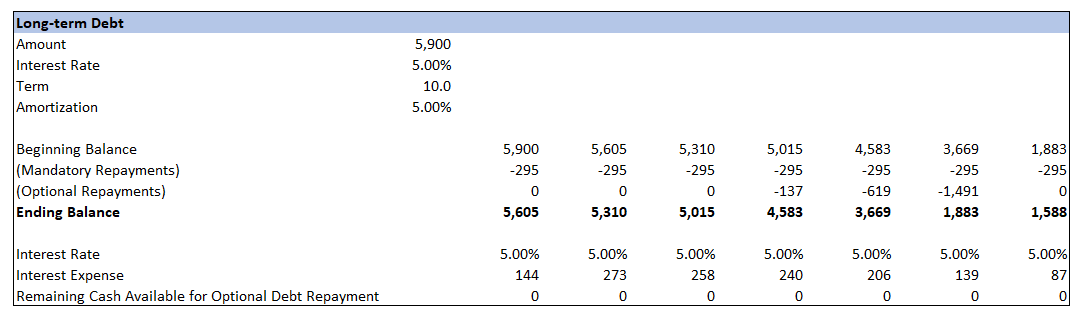 Long-term Debt
Amount 5,900
Interest Rate 5.00%
Term 10.0
Amortization 5.00%
Beginning Balance 5,900 5,605 5,310 5,015 4,583 3,669 1,883
(Mandatory Repayments) -295 -295 -295 -295 -295 -295 -295
(Optional Repayments) 0 0 0 -137 -619 -1,491 0
Ending Balance 5,605 5,310 5,015 4,583 3,669 1,883 1,588
Interest Rate 5.00% 5.00% 5.00% 5.00% 5.00% 5.00% 5.00%
Interest Expense 144 273 258 240 206 139 87
Remaining Cash Available for Optional Debt Repayment 0 0 0 0 0 0 0